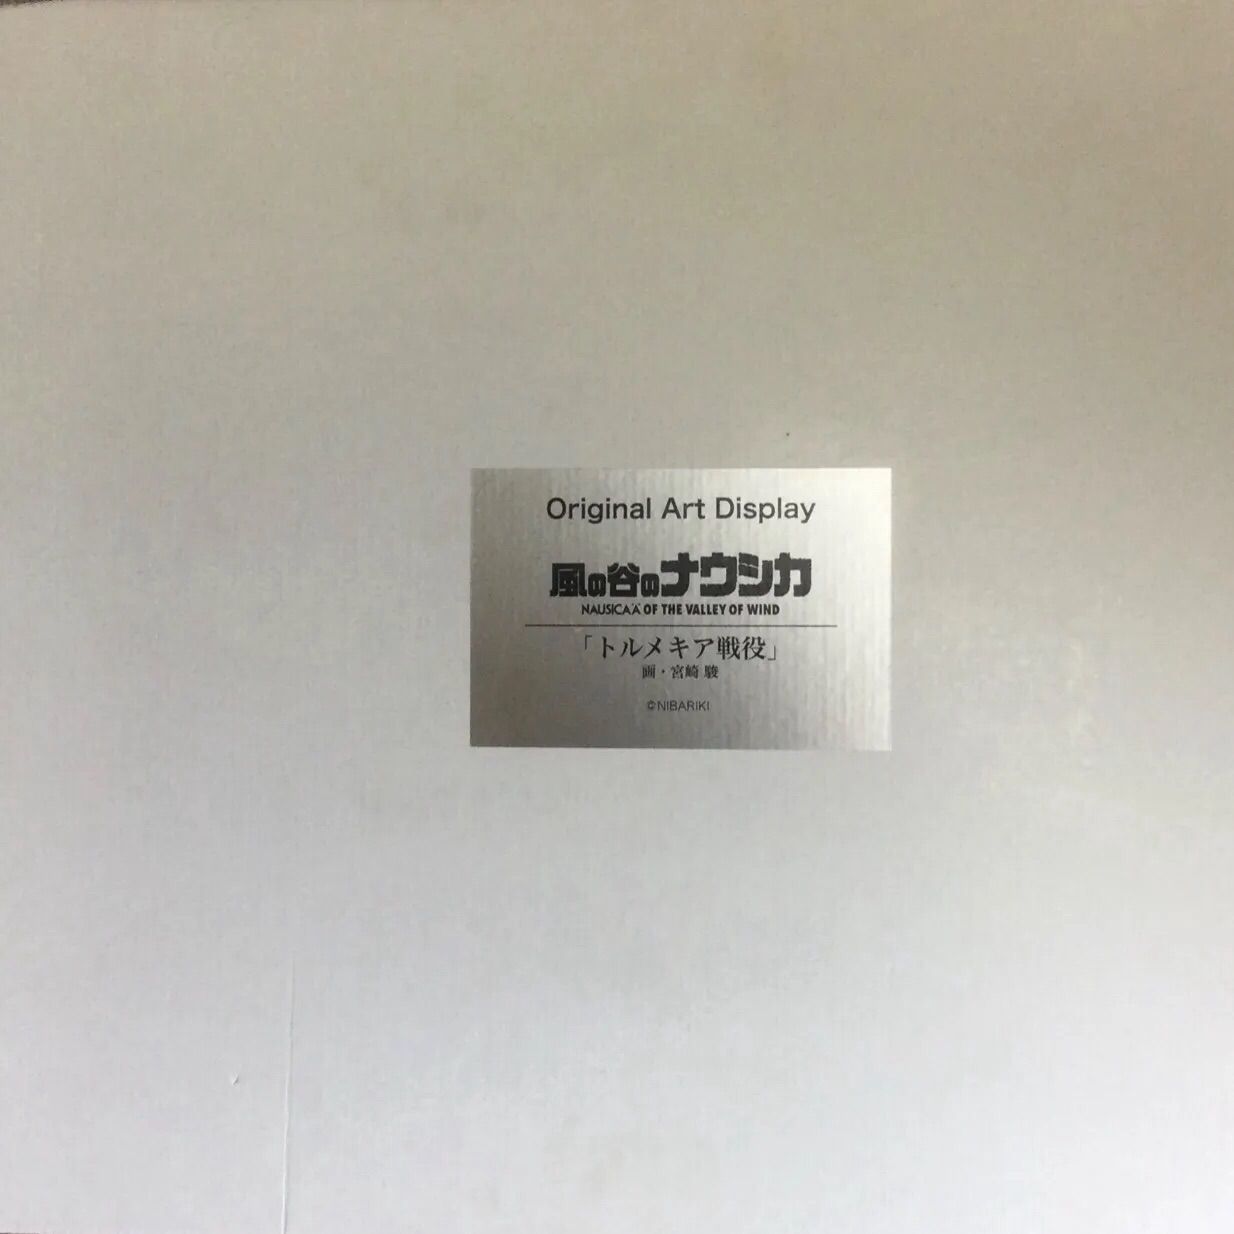 Original Art Display
風の谷のナウシカ
NAUSICAÄ OF THE VALLEY OF WIND
「トルメキア戦役」
画・宮崎 駿
©NIBARIKI